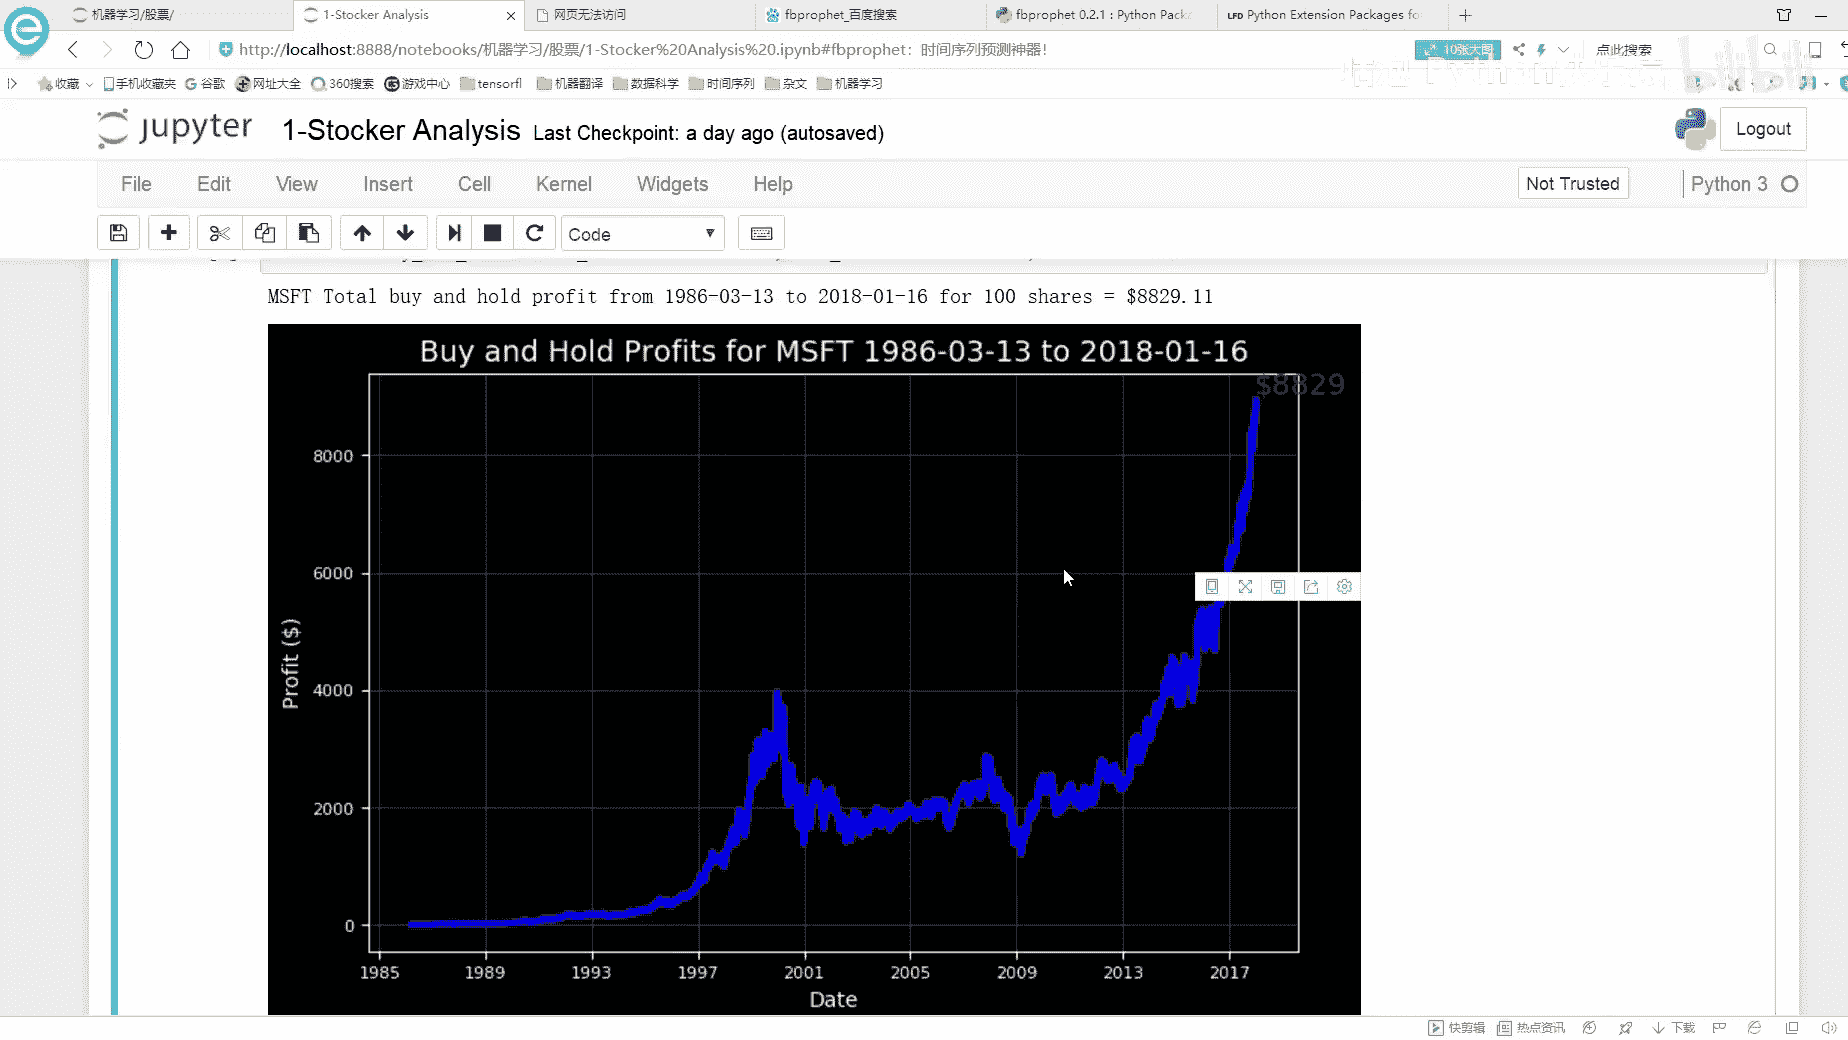 机器学习/股票/
1-Stocker Analysis
网页无法访问
fbprophet_百度搜索
fbprophet 0.2.1 : Python Pack
LFD Python Extension Packages fo
http://localhost:8888/notebooks/机器学习/股票/1-Stocker%20Analysis%20.ipynb#fbprophet：时间序列预测神器！
10张大图
点此搜索
收藏 手机收藏夹 谷歌 网址大全 360搜索 游戏中心 tensorfl 机器翻译 数据科学 时间序列 杂文 机器学习
bilibili
jupyter 1-Stocker Analysis Last Checkpoint: a day ago (autosaved)
Logout
File Edit View Insert Cell Kernel Widgets Help
Not Trusted
Python 3
Code
MSFT Total buy and hold profit from 1986-03-13 to 2018-01-16 for 100 shares = $8829.11
Buy and Hold Profits for MSFT 1986-03-13 to 2018-01-16
$8829
8000
6000
4000
2000
0
Profit ($)
1985 1989 1993 1997 2001 2005 2009 2013 2017
Date
快剪辑 热点资讯 下载